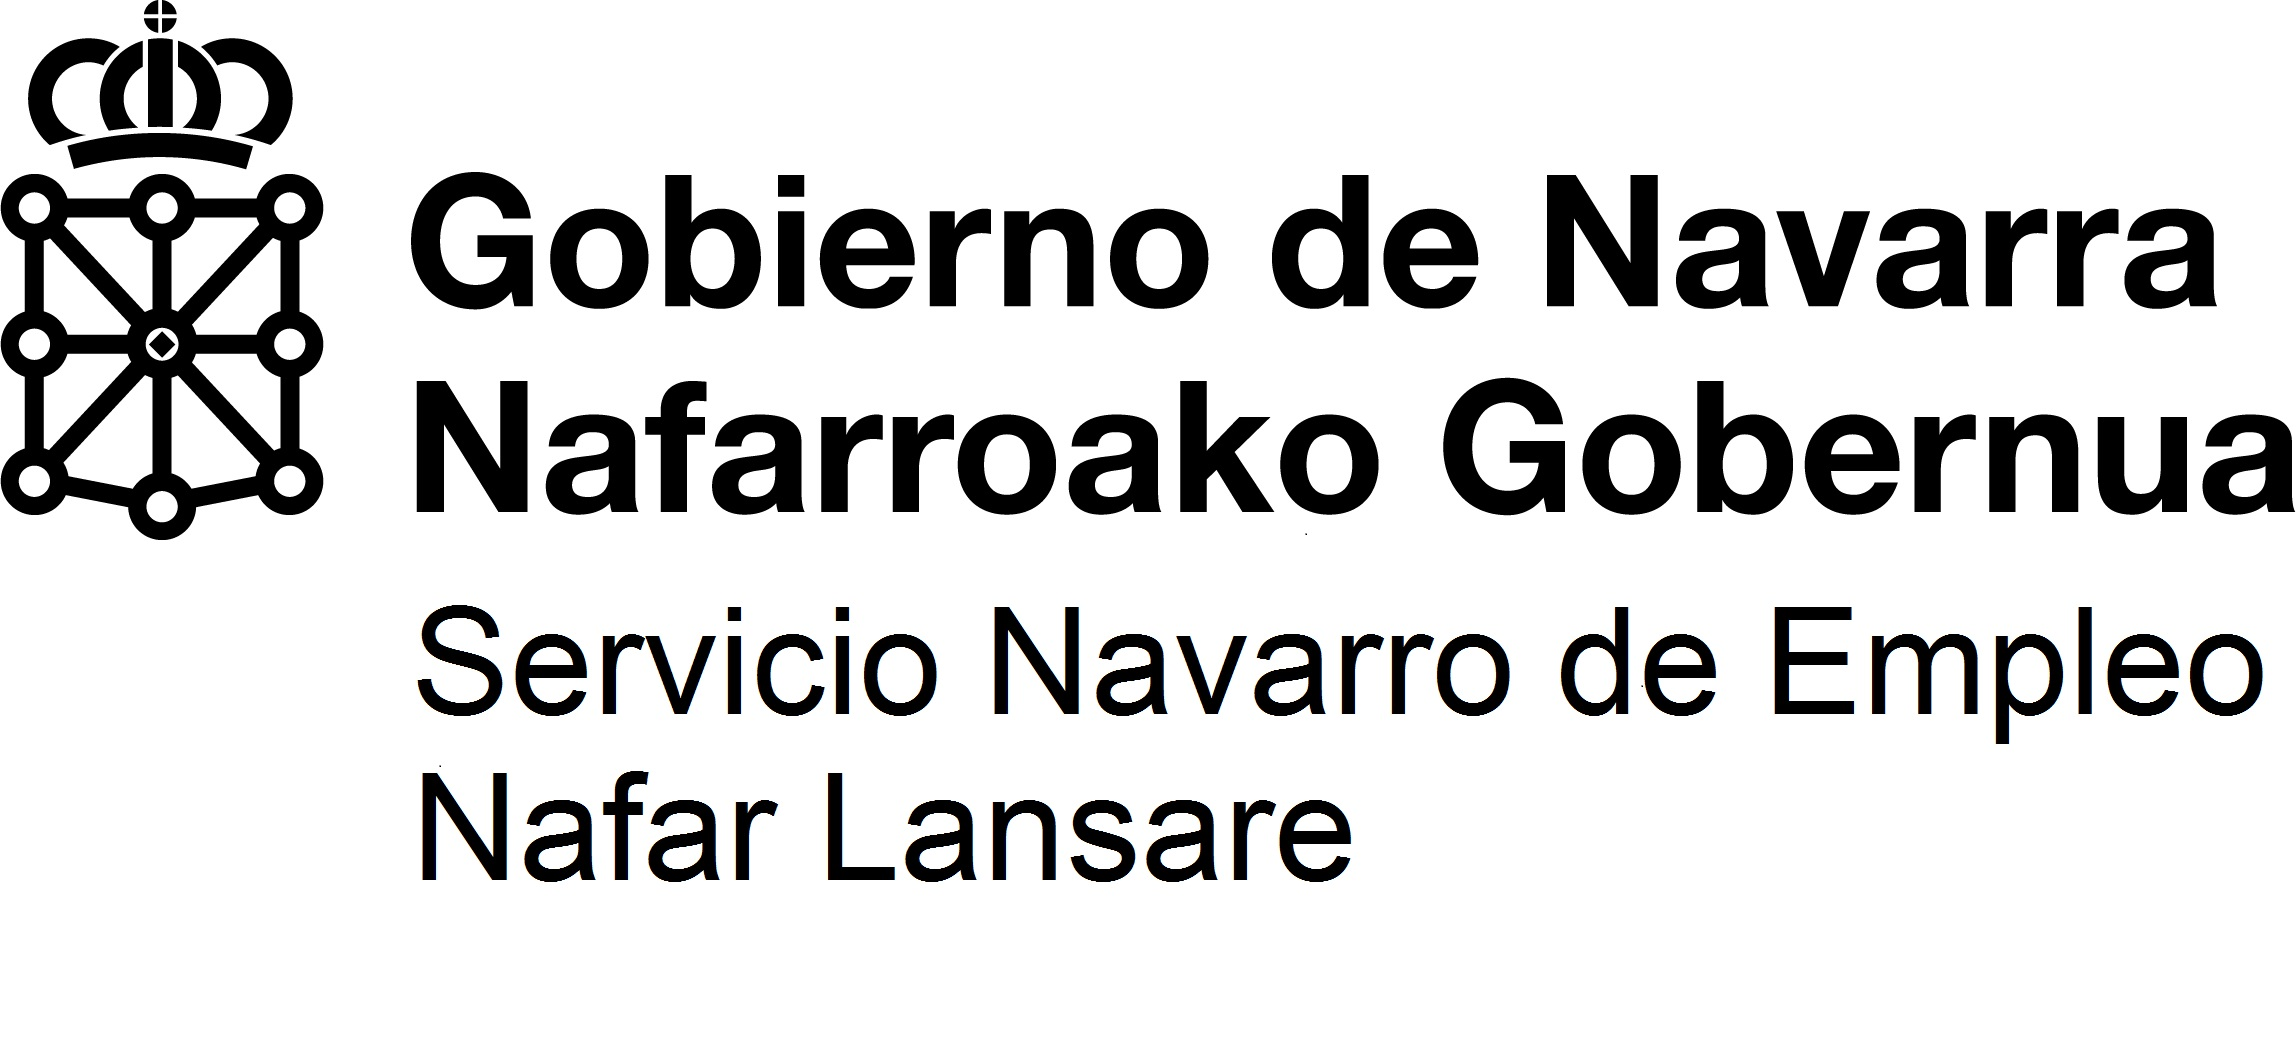 Gobierno de Navarra
Nafarroako Gobernua
Servicio Navarro de Empleo
Nafar Lansare